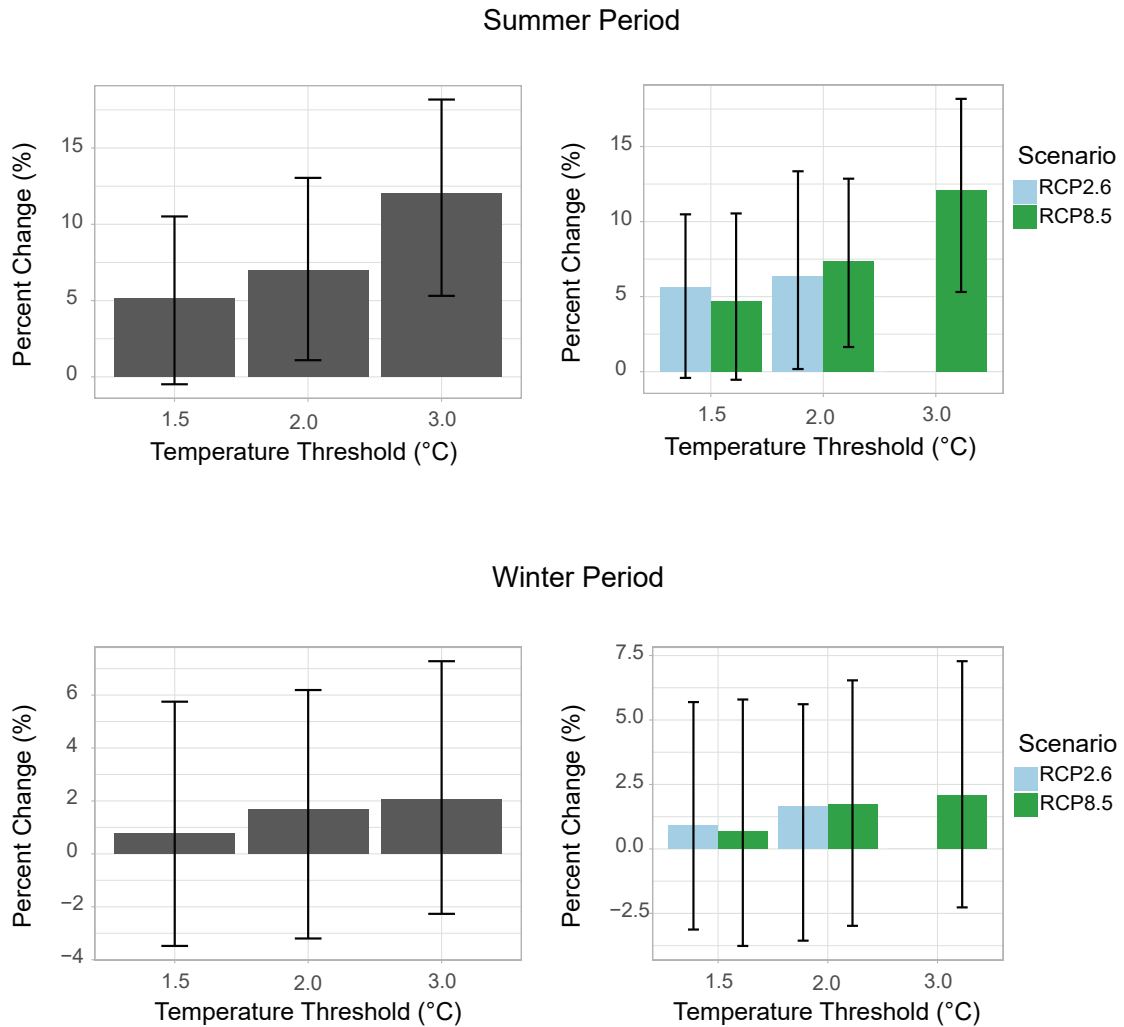 Summer Period
Percent Change (%)
15
10
5
0
1.5
2.0
3.0
Temperature Threshold (°C)
Percent Change (%)
15
10
5
0
1.5
2.0
3.0
Temperature Threshold (°C)
Scenario
RCP2.6
RCP8.5
Winter Period
Percent Change (%)
6
4
2
0
−2
−4
1.5
2.0
3.0
Temperature Threshold (°C)
Percent Change (%)
7.5
5.0
2.5
0.0
−2.5
1.5
2.0
3.0
Temperature Threshold (°C)
Scenario
RCP2.6
RCP8.5